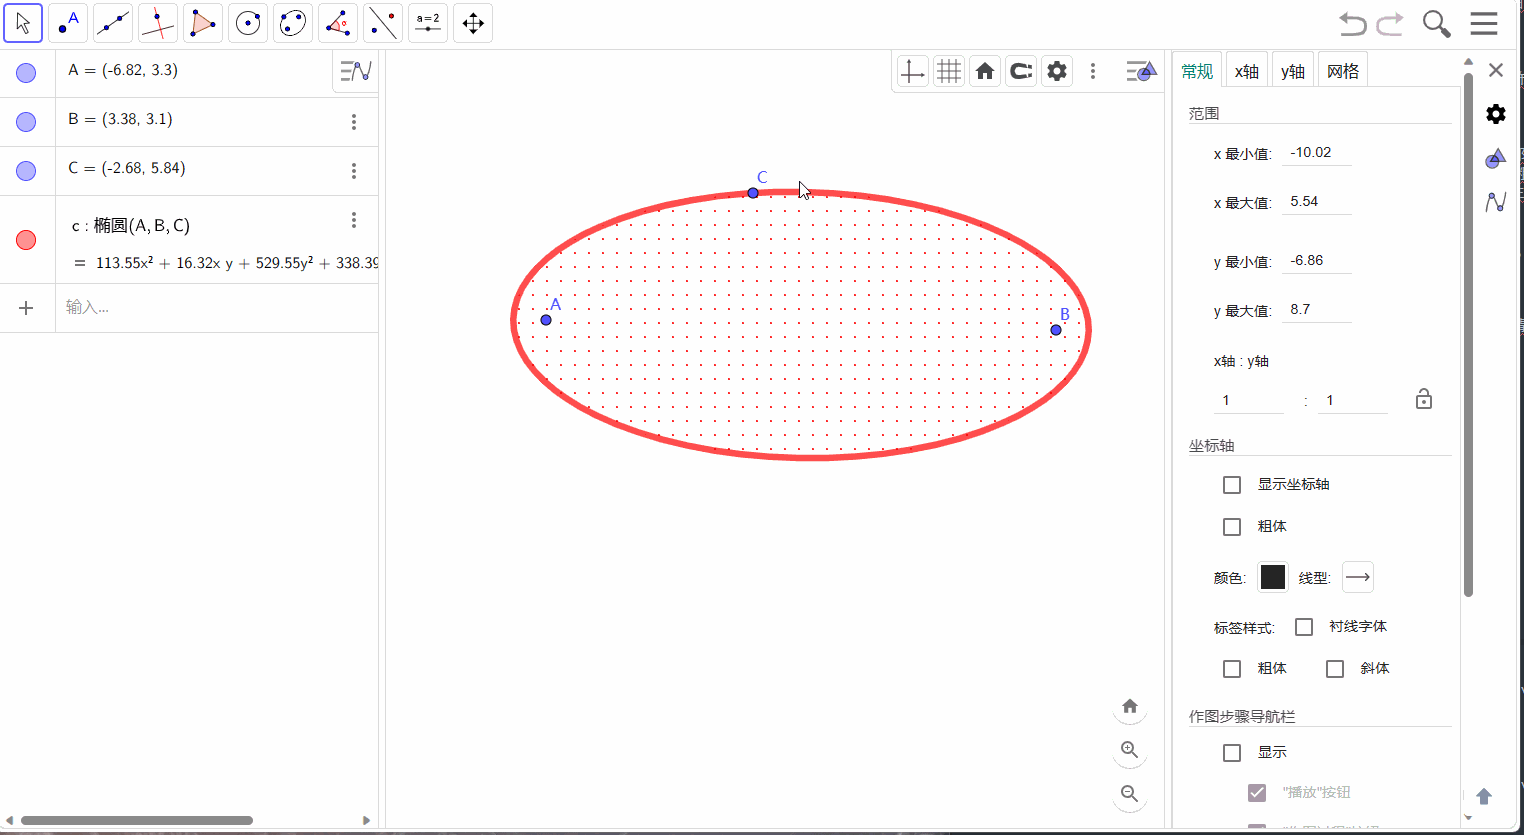 A
a=2
A = (-6.82, 3.3)
B = (3.38, 3.1)
C = (-2.68, 5.84)
c : 椭圆(A, B, C)
= 113.55x² + 16.32x y + 529.55y² + 338.39
输入...
C
A
B
常规 x轴 y轴 网格
范围
x 最小值: -10.02
x 最大值: 5.54
y 最小值: -6.86
y 最大值: 8.7
x轴 : y轴
1 : 1
坐标轴
显示坐标轴
粗体
颜色: 线型:
标签样式: 衬线字体
粗体 斜体
作图步骤导航栏
显示
"播放"按钮